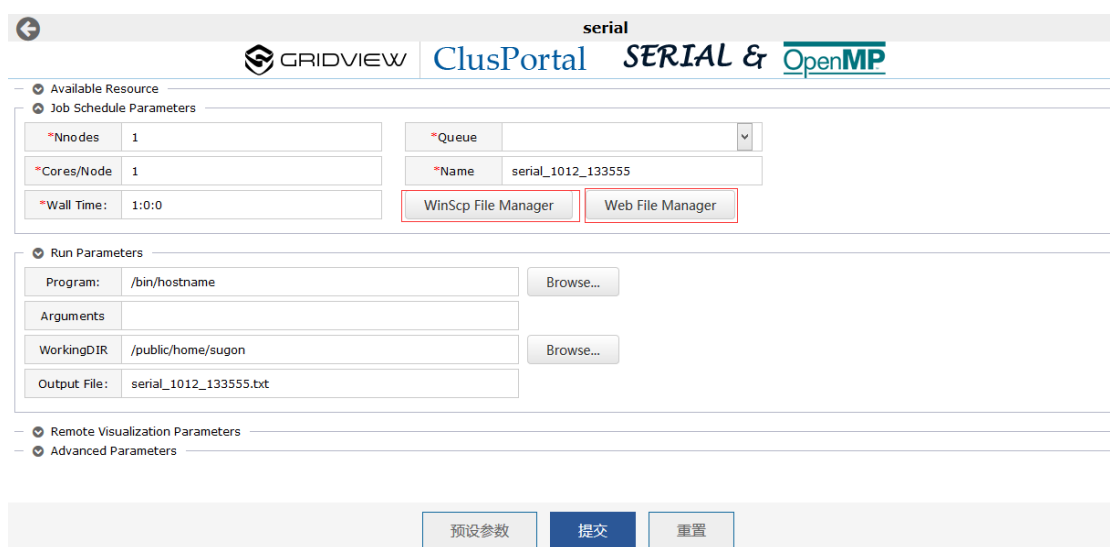 serial
GRIDVIEW ClusPortal SERIAL & OpenMP
Available Resource
Job Schedule Parameters
*Nnodes 1 *Queue
*Cores/Node 1 *Name serial_1012_133555
*Wall Time: 1:0:0 WinScp File Manager Web File Manager
Run Parameters
Program: /bin/hostname Browse...
Arguments
WorkingDIR /public/home/sugon Browse...
Output File: serial_1012_133555.txt
Remote Visualization Parameters
Advanced Parameters
预设参数 提交 重置